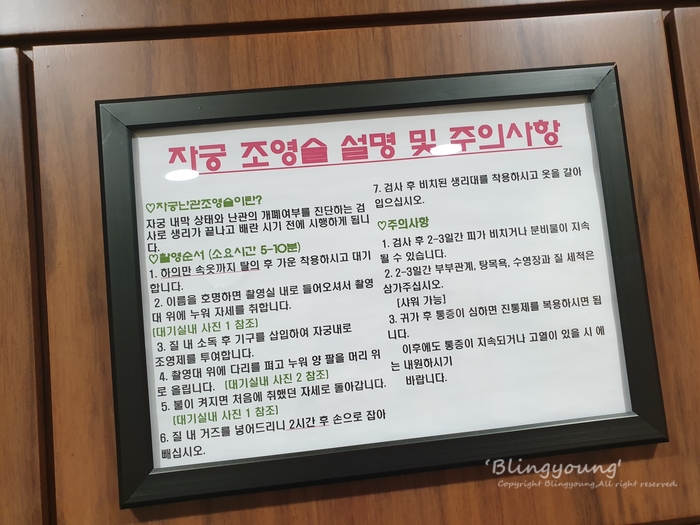 자궁 조영술 설명 및 주의사항
♡자궁난관조영술이란?
자궁 내막 상태와 난관의 개폐여부를 진단하는 검
사로 생리가 끝나고 배란 시기 전에 시행하게 됩니
다.
♡촬영순서 (소요시간 5-10분)
1. 하의만 속옷까지 탈의 후 가운 착용하시고 대기
합니다.
2. 이름을 호명하면 촬영실 내로 들어오셔서 촬영
대 위에 누워 자세를 취합니다.
(대기실내 사진 1 참조)
3. 질 내 소독 후 기구를 삽입하여 자궁내로
조영제를 투여합니다.
4. 촬영대 위에 다리를 펴고 누워 양 팔을 머리 위
로 올립니다. (대기실내 사진 2 참조)
5. 불이 켜지면 처음에 취했던 자세로 돌아갑니다.
(대기실내 사진 1 참조)
6. 질 내 거즈를 넣어드리니 2시간 후 손으로 잡아
빼십시오.
7. 검사 후 비치된 생리대를 착용하시고 옷을 갈아
입으십시오.
♡주의사항
1. 검사 후 2-3일간 피가 비치거나 분비물이 지속
될 수 있습니다.
2. 2-3일간 부부관계, 탕목욕, 수영장과 질 세척은
삼가주십시오.
[샤워 가능]
3. 귀가 후 통증이 심하면 진통제를 복용하시면 됩
니다.
이후에도 통증이 지속되거나 고열이 있을 시 에
는 내원하시기
바랍니다.
'Blingyoung'
Copyright Blingyoung,All right reserved.